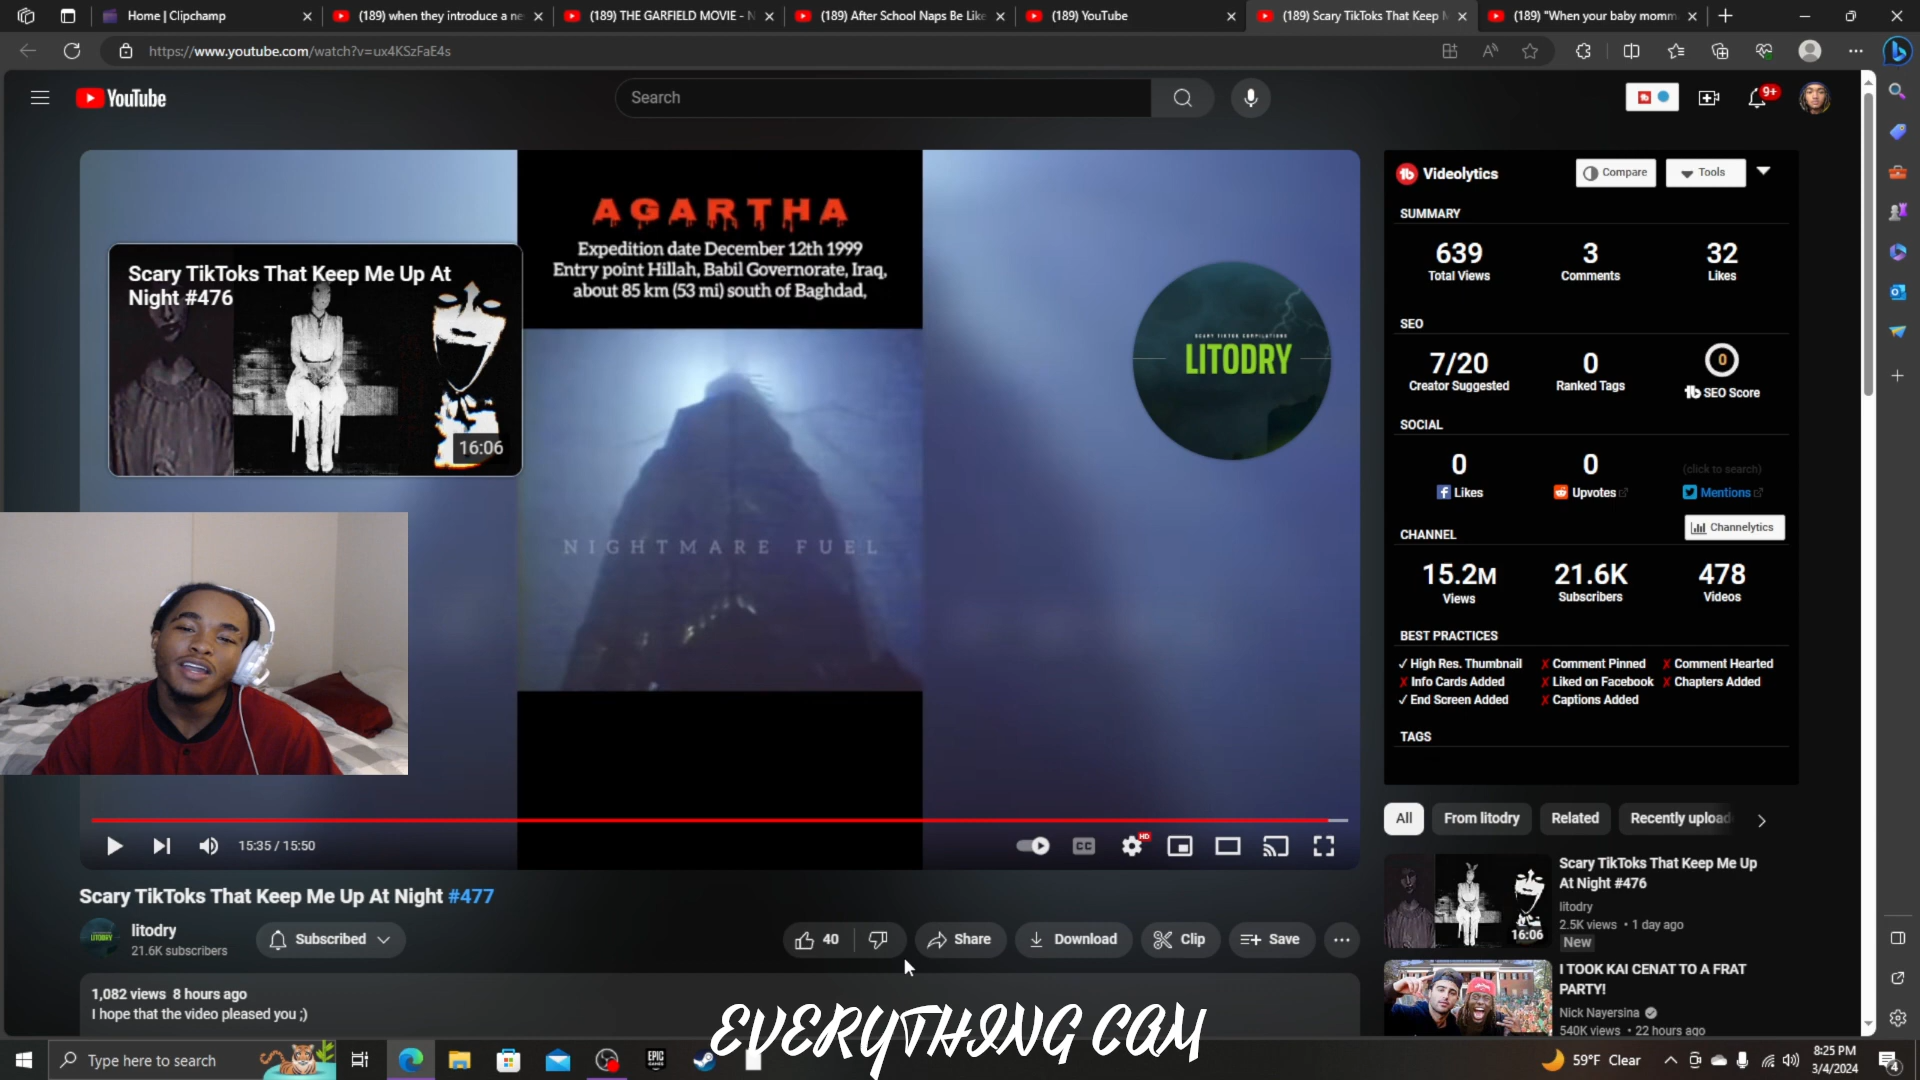 Home | Clipchamp
(189) when they introduce a ne
(189) THE GARFIELD MOVIE - N
(189) After School Naps Be Like
(189) YouTube
(189) Scary TikToks That Keep M
(189) "When your baby momm
https://www.youtube.com/watch?v=ux4KSzFaE4s
YouTube
Search
9+
AGARTHA
Expedition date December 12th 1999
Entry point Hillah, Babil Governorate, Iraq,
about 85 km (53 mi) south of Baghdad,
Scary TikToks That Keep Me Up At
Night #476
16:06
SCARY TIKTOK COMPILATIONS
LITODRY
NIGHTMARE FUEL
15:35 / 15:50
CC
HD
Scary TikToks That Keep Me Up At Night #477
litodry
21.6K subscribers
Subscribed
40
Share
Download
Clip
Save
1,082 views 8 hours ago
I hope that the video pleased you ;)
Videolytics
Compare
Tools
SUMMARY
639 3 32
Total Views Comments Likes
SEO
7/20 0 0
Creator Suggested Ranked Tags SEO Score
SOCIAL
0 0 (click to search)
Likes Upvotes Mentions
CHANNEL
Channelytics
15.2M 21.6K 478
Views Subscribers Videos
BEST PRACTICES
✓ High Res. Thumbnail ✗ Comment Pinned ✗ Comment Hearted
✗ Info Cards Added ✗ Liked on Facebook ✗ Chapters Added
✓ End Screen Added ✗ Captions Added
TAGS
All
From litodry
Related
Recently upload
Scary TikToks That Keep Me Up
At Night #476
litodry
2.5K views • 1 day ago
New
16:06
I TOOK KAI CENAT TO A FRAT
PARTY!
Nick Nayersina
540K views • 22 hours ago
EVERYTHING CAM
Type here to search
EPIC
59°F Clear
8:25 PM
3/4/2024
4